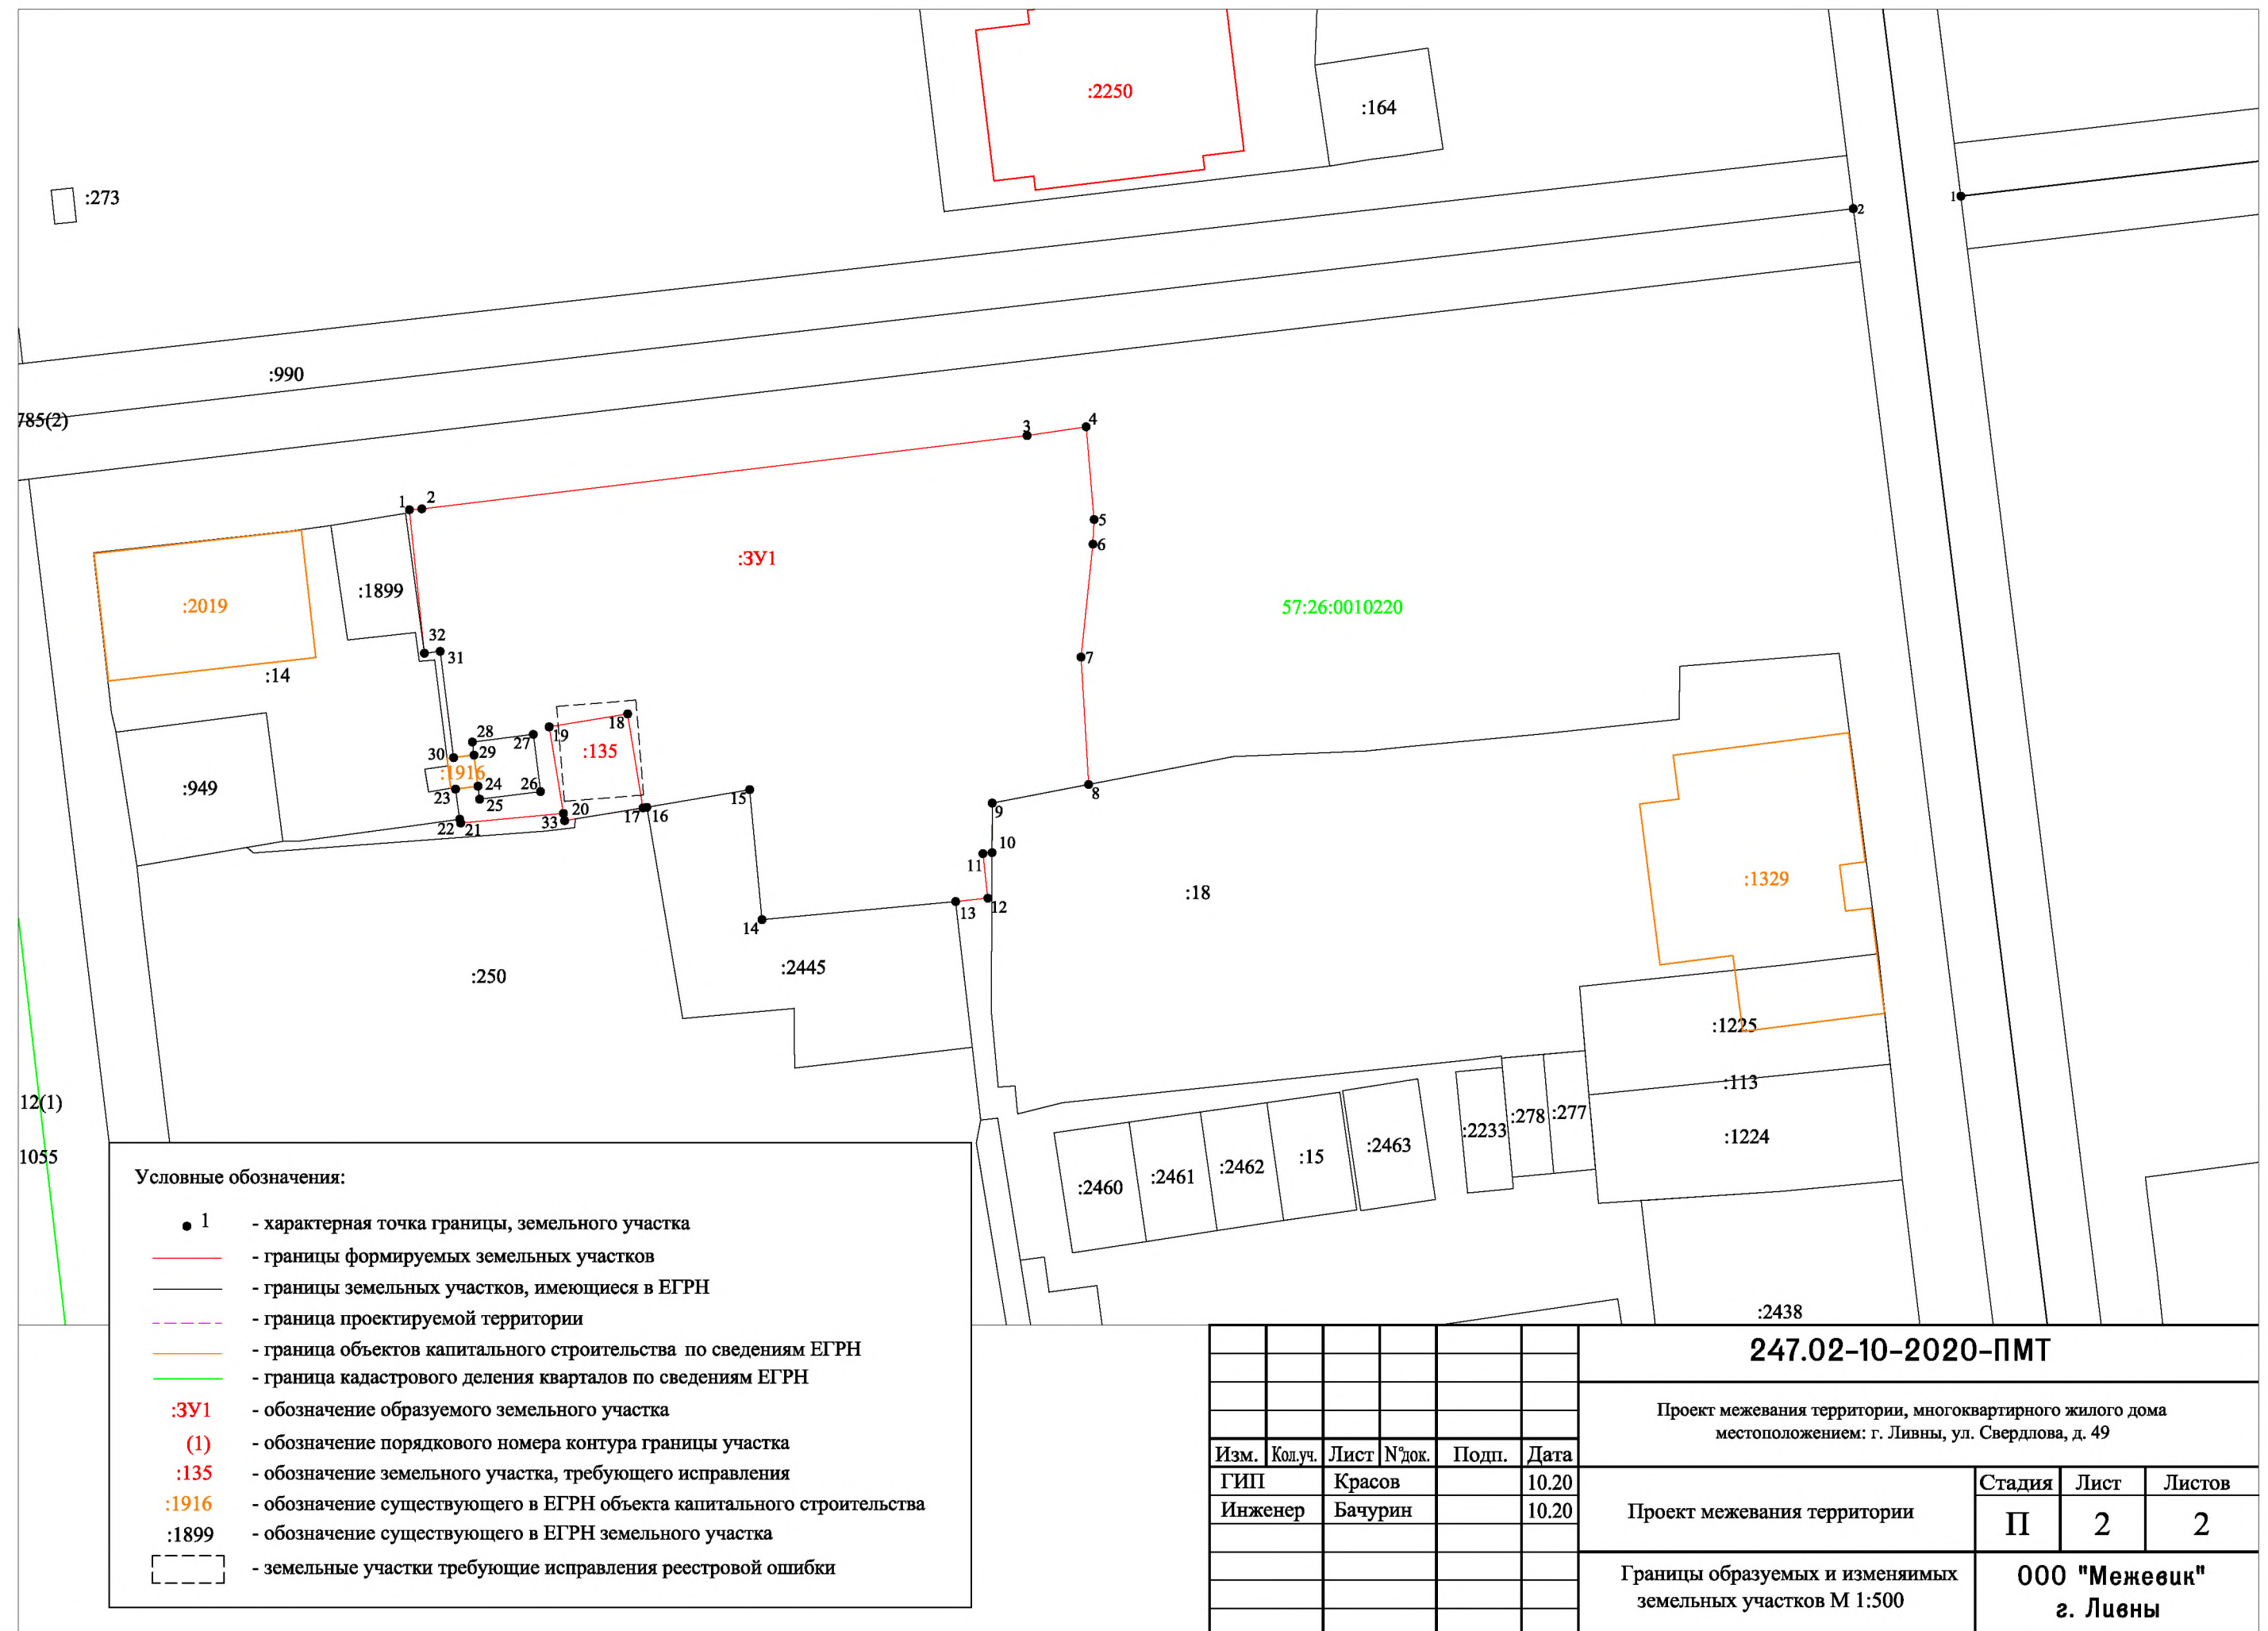 :2250
:164
:273
1
2
:990
785(2)
3
4
1
2
5
6
:ЗУ1
57:26:0010220
:1899
:2019
32
31
7
:14
18
19
28
27
:135
30
29
:1916
:949
24
26
23
25
15
8
9
20
33
17
16
22
21
10
11
:18
:1329
12
13
14
:2445
:250
:1225
:113
12(1)
:278
:277
:2233
:1224
:2463
1055
:15
:2462
:2461
:2460
:2438
Условные обозначения:
1 - характерная точка границы, земельного участка
- границы формируемых земельных участков
- границы земельных участков, имеющиеся в ЕГРН
- граница проектируемой территории
- граница объектов капитального строительства по сведениям ЕГРН
- граница кадастрового деления кварталов по сведениям ЕГРН
:ЗУ1 - обозначение образуемого земельного участка
(1) - обозначение порядкового номера контура границы участка
:135 - обозначение земельного участка, требующего исправления
:1916 - обозначение существующего в ЕГРН объекта капитального строительства
:1899 - обозначение существующего в ЕГРН земельного участка
- земельные участки требующие исправления реестровой ошибки
247.02-10-2020-ПМТ
Проект межевания территории, многоквартирного жилого дома
местоположением: г. Ливны, ул. Свердлова, д. 49
Изм. Кол.уч. Лист №док. Подп. Дата
ГИП Красов 10.20
Инженер Бачурин 10.20
Проект межевания территории
Стадия Лист Листов
П 2 2
Границы образуемых и изменяимых
земельных участков М 1:500
ООО "Межевик"
г. Ливны